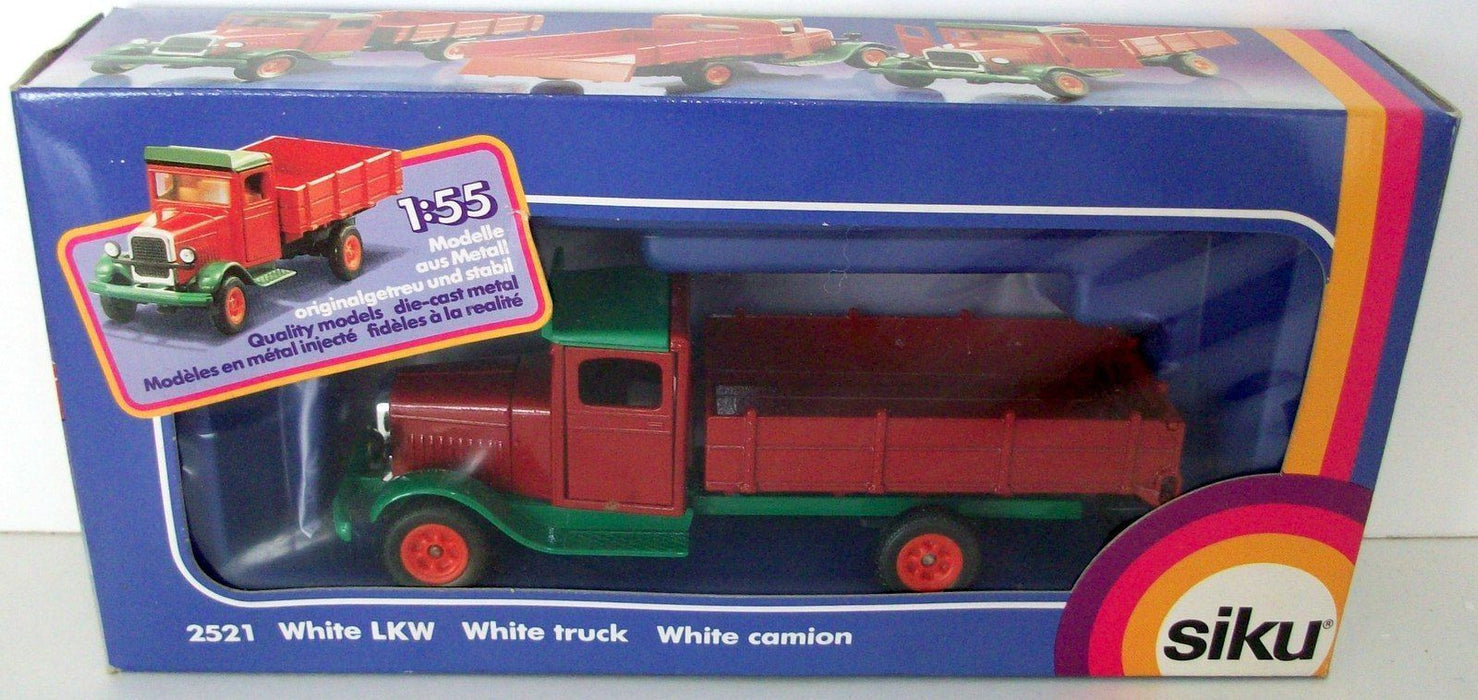 1:55
Modelle
aus Metall
originalgetreu und stabil
Quality models die-cast metal
Modèles en métal injecté fidèles à la realité
2521 White LKW White truck White camion
siku®